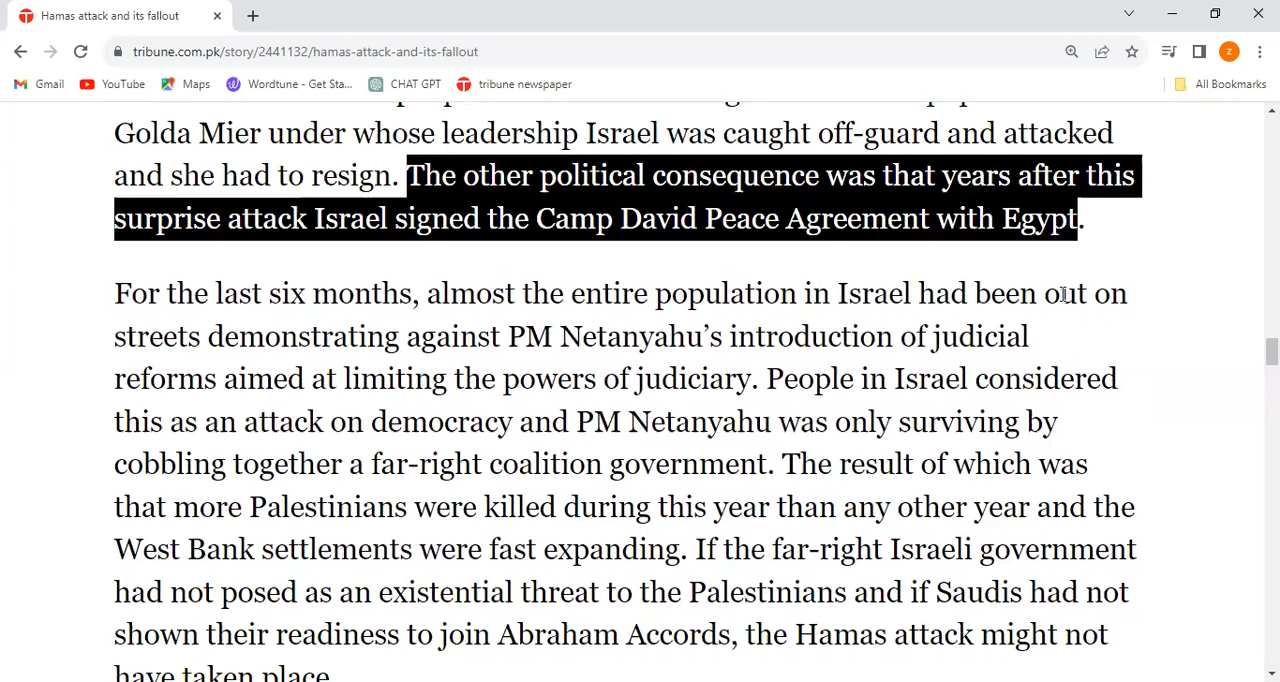 Hamas attack and its fallout
tribune.com.pk/story/2441132/hamas-attack-and-its-fallout
z
Gmail YouTube Maps Wordtune - Get Sta... CHAT GPT tribune newspaper All Bookmarks
Golda Mier under whose leadership Israel was caught off-guard and attacked
and she had to resign. The other political consequence was that years after this
surprise attack Israel signed the Camp David Peace Agreement with Egypt.
For the last six months, almost the entire population in Israel had been out on
streets demonstrating against PM Netanyahu’s introduction of judicial
reforms aimed at limiting the powers of judiciary. People in Israel considered
this as an attack on democracy and PM Netanyahu was only surviving by
cobbling together a far-right coalition government. The result of which was
that more Palestinians were killed during this year than any other year and the
West Bank settlements were fast expanding. If the far-right Israeli government
had not posed as an existential threat to the Palestinians and if Saudis had not
shown their readiness to join Abraham Accords, the Hamas attack might not
have taken place.